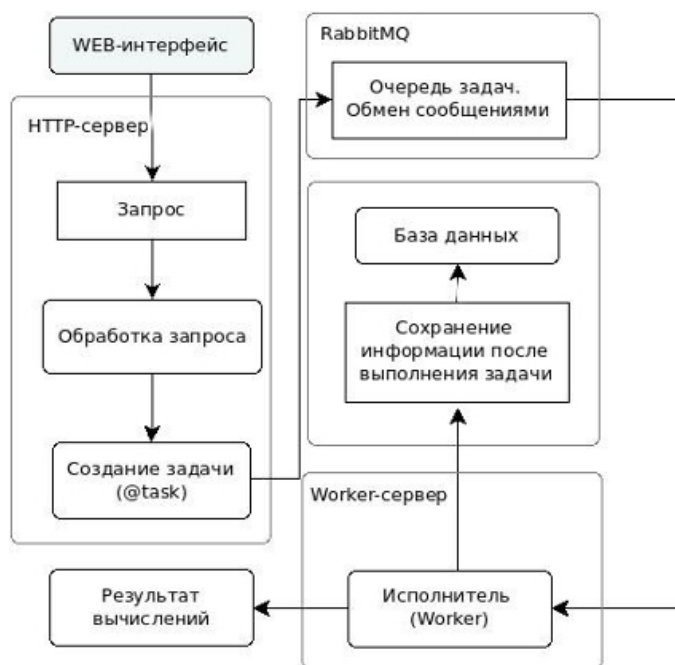 WEB-интерфейс
HTTP-сервер
Запрос
Обработка запроса
Создание задачи
(@task)
RabbitMQ
Очередь задач.
Обмен сообщениями
База данных
Сохранение
информации после
выполнения задачи
Worker-сервер
Исполнитель
(Worker)
Результат
вычислений